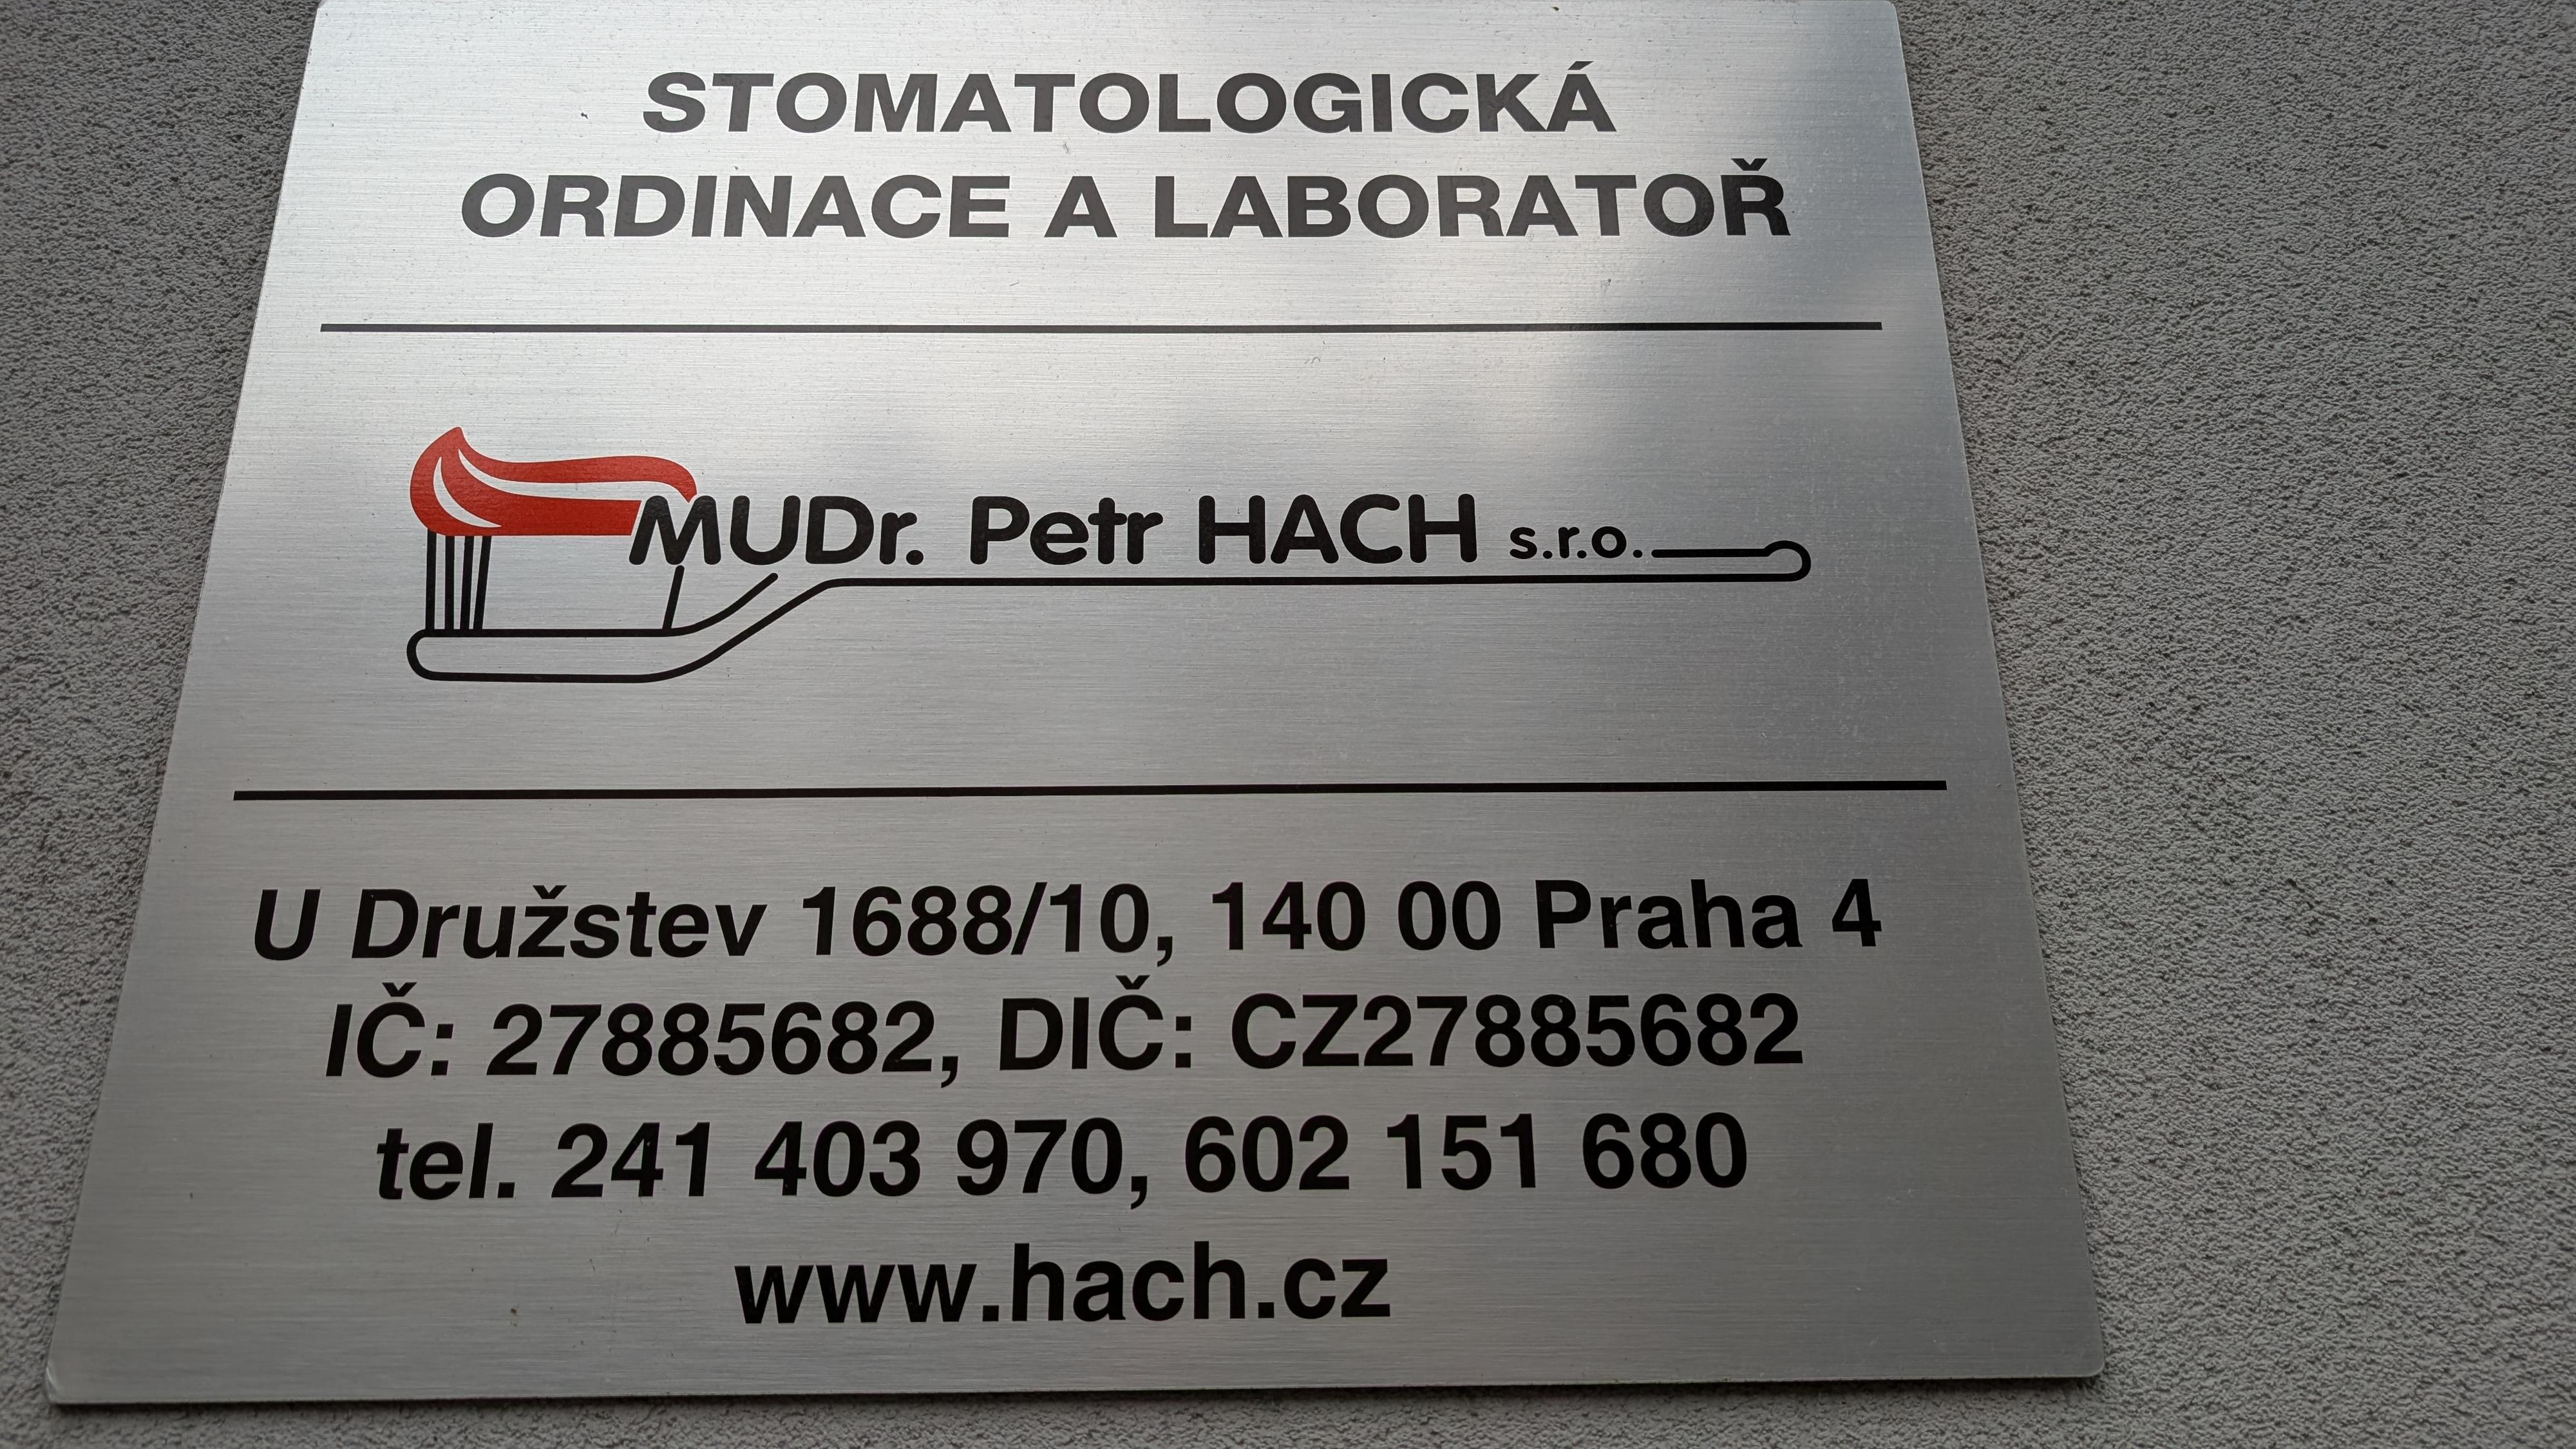 STOMATOLOGICKÁ
ORDINACE A LABORATOŘ
MUDr. Petr HACH s.r.o.
U Družstev 1688/10, 140 00 Praha 4
IČ: 27885682, DIČ: CZ27885682
tel. 241 403 970, 602 151 680
www.hach.cz